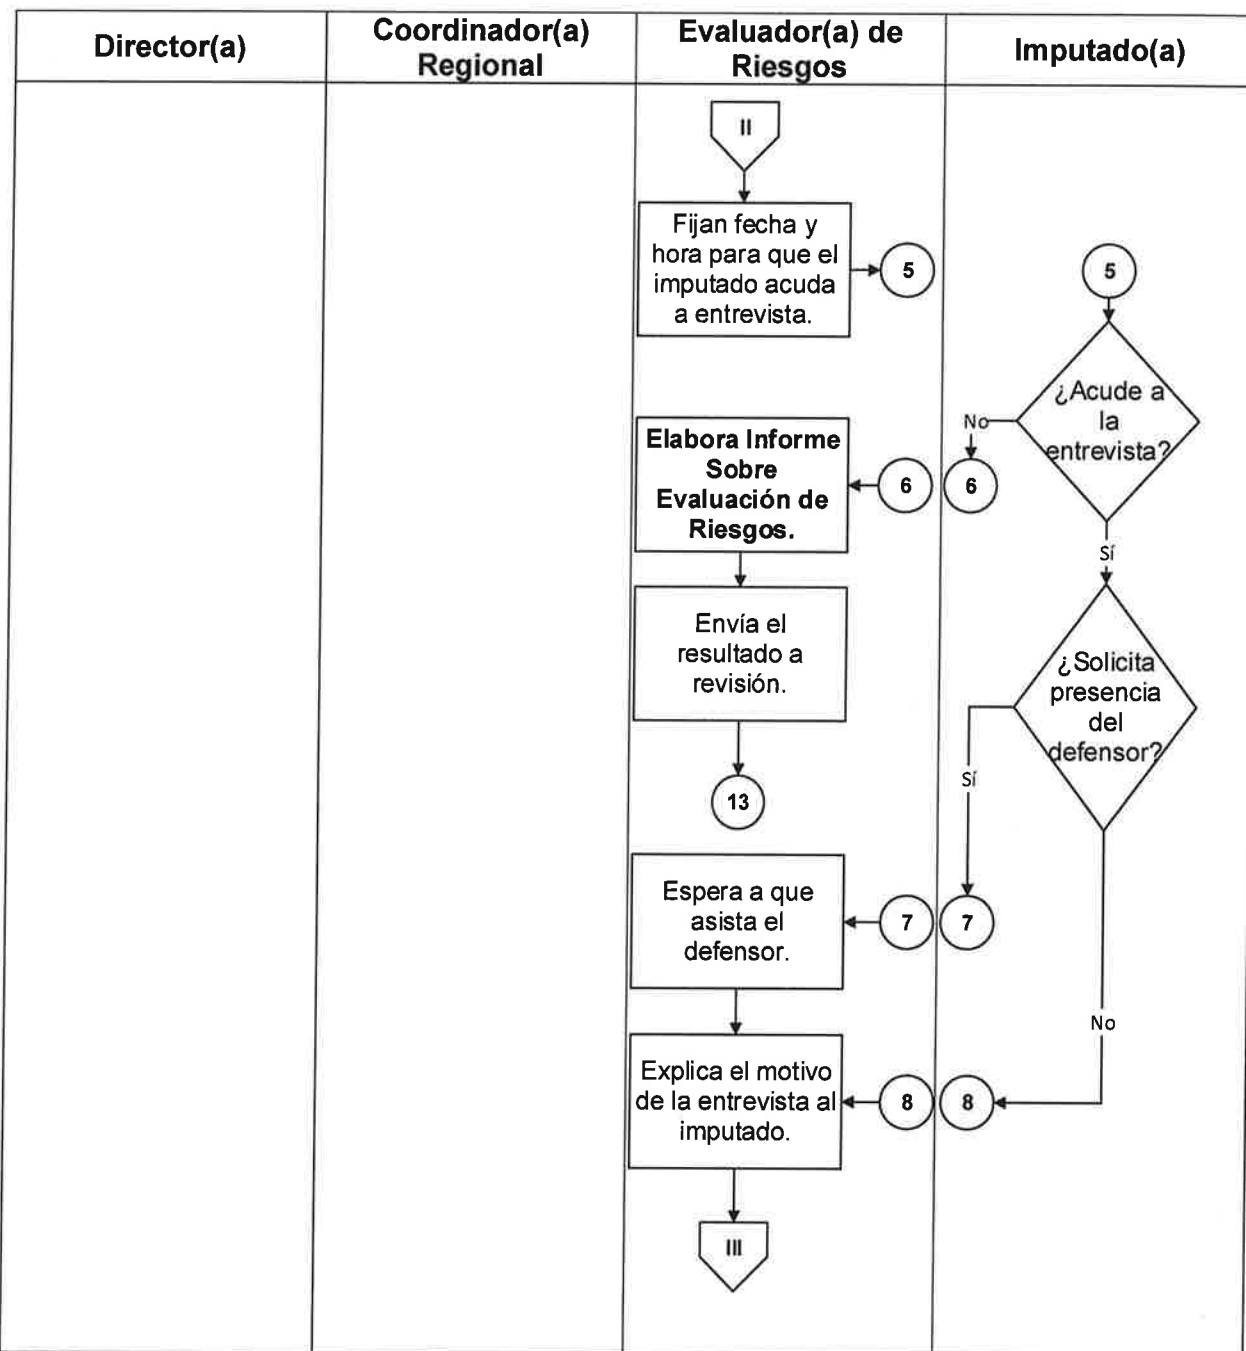 Director(a)
Coordinador(a)
Regional
Evaluador(a) de
Riesgos
Imputado(a)
II
Fijan fecha y
hora para que el
imputado acuda
a entrevista.
5
5
¿Acude a
la
entrevista?
No
Elabora Informe
Sobre
Evaluación de
Riesgos.
6
6
Sí
Envía el
resultado a
revisión.
¿Solicita
presencia
del
defensor?
Sí
13
Espera a que
asista el
defensor.
7
7
No
Explica el motivo
de la entrevista al
imputado.
8
8
III